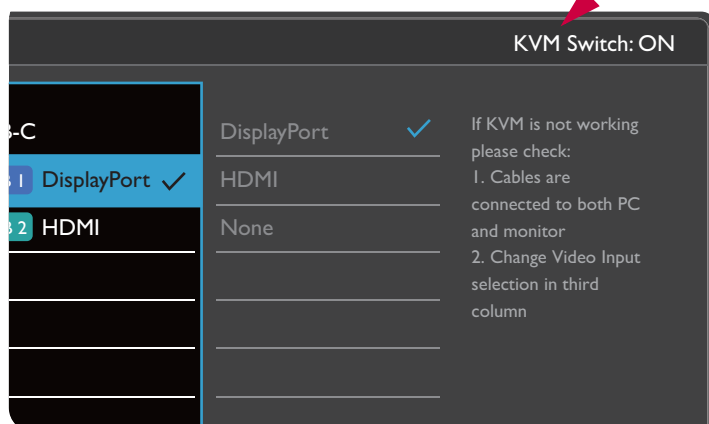 KVM Switch: ON
-C
1 DisplayPort
2 HDMI
DisplayPort
HDMI
None
If KVM is not working
please check:
1. Cables are
connected to both PC
and monitor
2. Change Video Input
selection in third
column